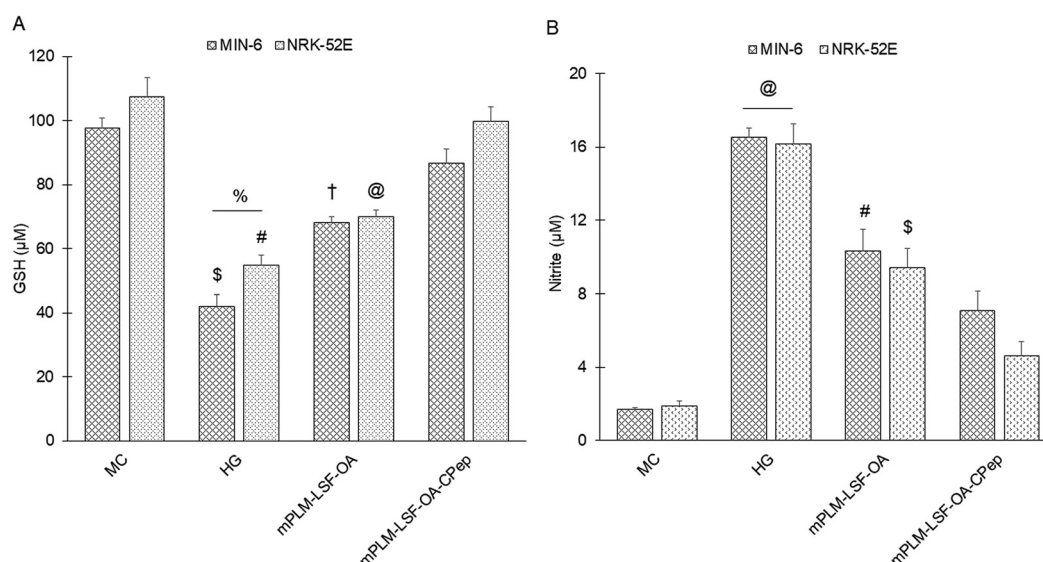 A
MIN-6 NRK-52E
GSH (µM)
120
100
80
60
40
20
0
$
%
#
†
@
MC
HG
mPLM-LSF-OA
mPLM-LSF-OA-CPep
B
MIN-6 NRK-52E
Nitrite (µM)
20
16
12
8
4
0
@
#
$
MC
HG
mPLM-LSF-OA
mPLM-LSF-OA-CPep